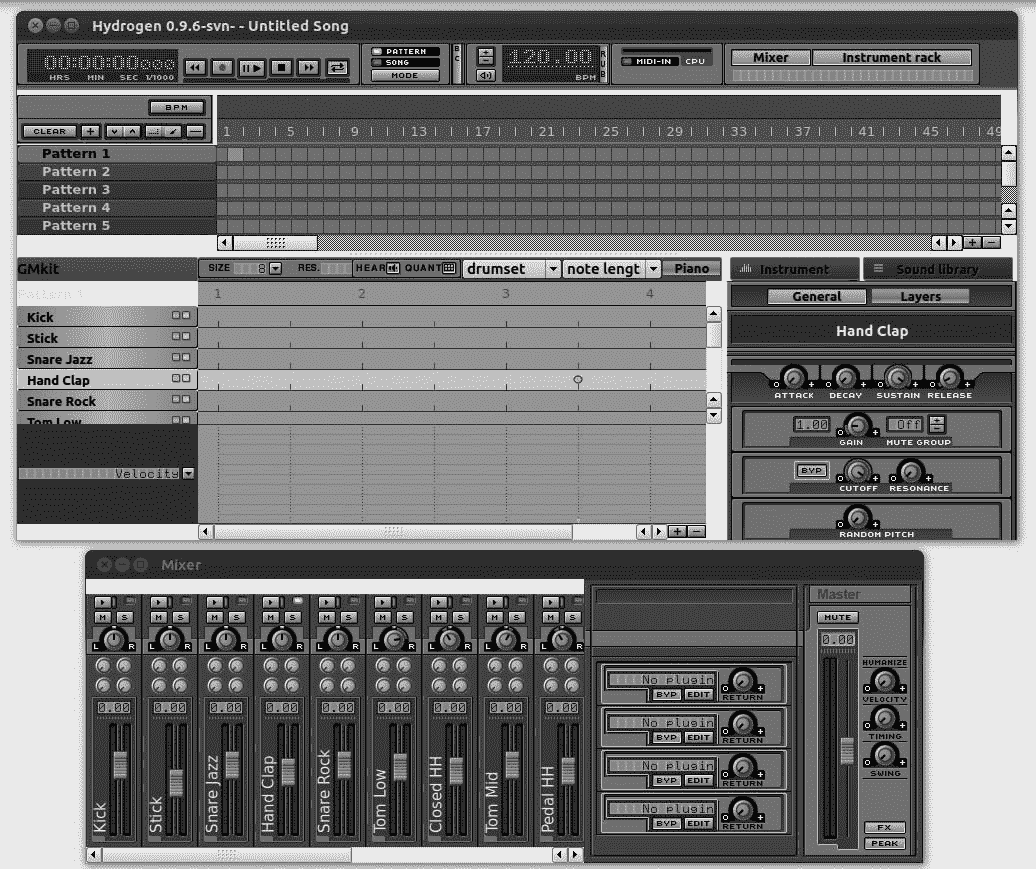 Hydrogen 0.9.6-svn- - Untitled Song
00:00:00000
HRS MIN SEC 1/1000
PATTERN
SONG
MODE
BC
120.00
BPM
RUB
MIDI-IN CPU
Mixer Instrument rack
BPM
CLEAR
1 5 9 13 17 21 25 29 33 37 41 45 49
Pattern 1
Pattern 2
Pattern 3
Pattern 4
Pattern 5
GMkit
SIZE 8 RES. HEAR QUANT drumset note lengt Piano
Pattern 1
1 2 3 4
Kick
Stick
Snare Jazz
Hand Clap
Snare Rock
Tom Low
Velocity
Instrument Sound library
General Layers
Hand Clap
ATTACK DECAY SUSTAIN RELEASE
1.00 Off
GAIN MUTE GROUP
BYP
CUTOFF RESONANCE
RANDOM PITCH
Mixer
M S M S M S M S M S M S M S M S M S
L R L R L R L R L R L R L R L R L R
0.00 0.00 0.00 0.00 0.00 0.00 0.00 0.00 0.00
Kick
Stick
Snare Jazz
Hand Clap
Snare Rock
Tom Low
Closed HH
Tom Mid
Pedal HH
No plugin
BYP EDIT RETURN
No plugin
BYP EDIT RETURN
No plugin
BYP EDIT RETURN
No plugin
BYP EDIT RETURN
Master
MUTE
0.00
HUMANIZE
VELOCITY
TIMING
SWING
FX
PEAK